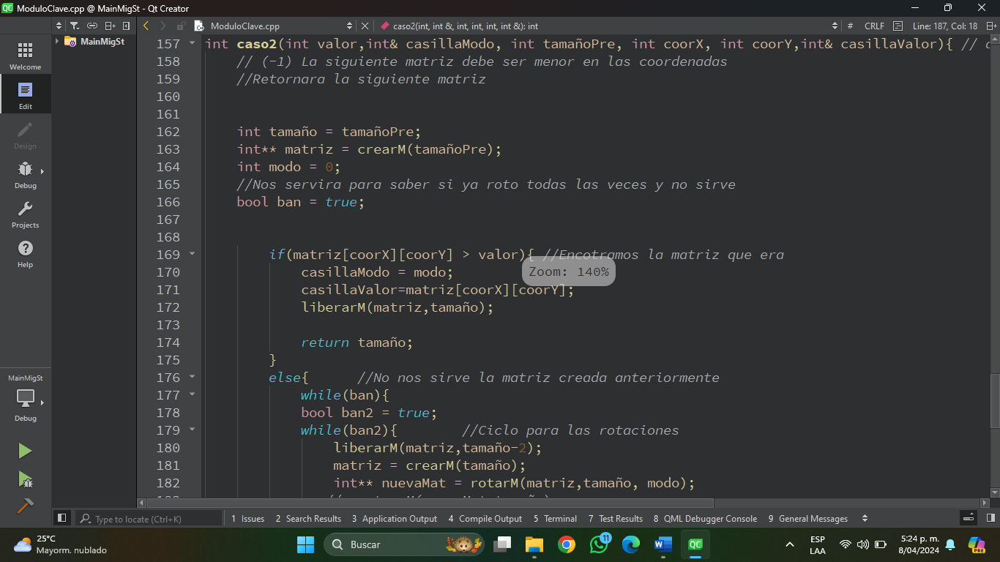 QC ModuloClave.cpp @ MainMigSt - Qt Creator
ModuloClave.cpp
caso2(int, int &, int, int, int, int &): int
# CRLF Line: 187, Col: 18
Welcome
Edit
Design
Debug
Projects
Help
MainMigSt
Debug
MainMigSt
157 int caso2(int valor,int& casillaModo, int tamañoPre, int coorX, int coorY,int& casillaValor){ //
158 // (-1) La siguiente matriz debe ser menor en las coordenadas
159 //Retornara la siguiente matriz
160
161
162 int tamaño = tamañoPre;
163 int** matriz = crearM(tamañoPre);
164 int modo = 0;
165 //Nos servira para saber si ya roto todas las veces y no sirve
166 bool ban = true;
167
168
169 if(matriz[coorX][coorY] > valor){ //Encotramos la matriz que era
170 casillaModo = modo;
171 casillaValor=matriz[coorX][coorY];
172 liberarM(matriz,tamaño);
173
174 return tamaño;
175 }
176 else{ //No nos sirve la matriz creada anteriormente
177 while(ban){
178 bool ban2 = true;
179 while(ban2){ //Ciclo para las rotaciones
180 liberarM(matriz,tamaño-2);
181 matriz = crearM(tamaño);
182 int** nuevaMat = rotarM(matriz,tamaño, modo);
Zoom: 140%
Type to locate (Ctrl+K)
1 Issues
2 Search Results
3 Application Output
4 Compile Output
5 Terminal
7 Test Results
8 QML Debugger Console
9 General Messages
25°C
Mayorm. nublado
Buscar
11
W
QC
ESP
LAA
5:24 p. m.
8/04/2024
PRE